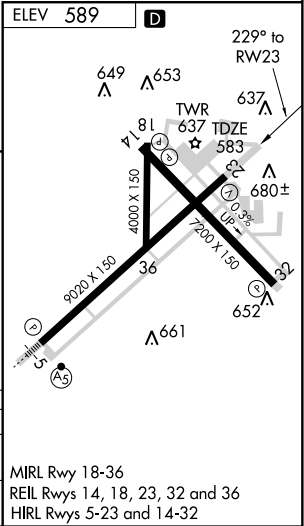 ELEV 589 D
229° to
RW23
649
653
637
TWR
637
TDZE
583
18
14
P
P
23
V
0.3%
UP
680±
4000 X 150
7200 X 150
9020 X 150
36
32
P
652
P
5
A5
661
MIRL Rwy 18-36
REIL Rwys 14, 18, 23, 32 and 36
HIRL Rwys 5-23 and 14-32